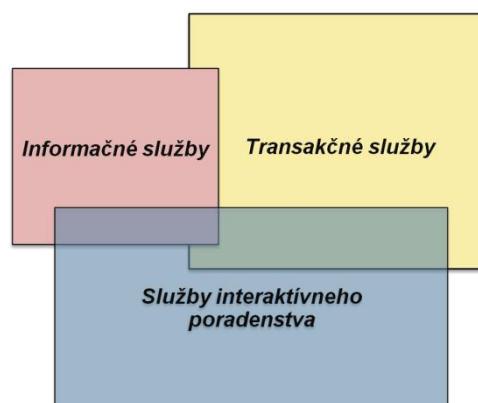 Informačné služby
Transakčné služby
Služby interaktívneho
poradenstva